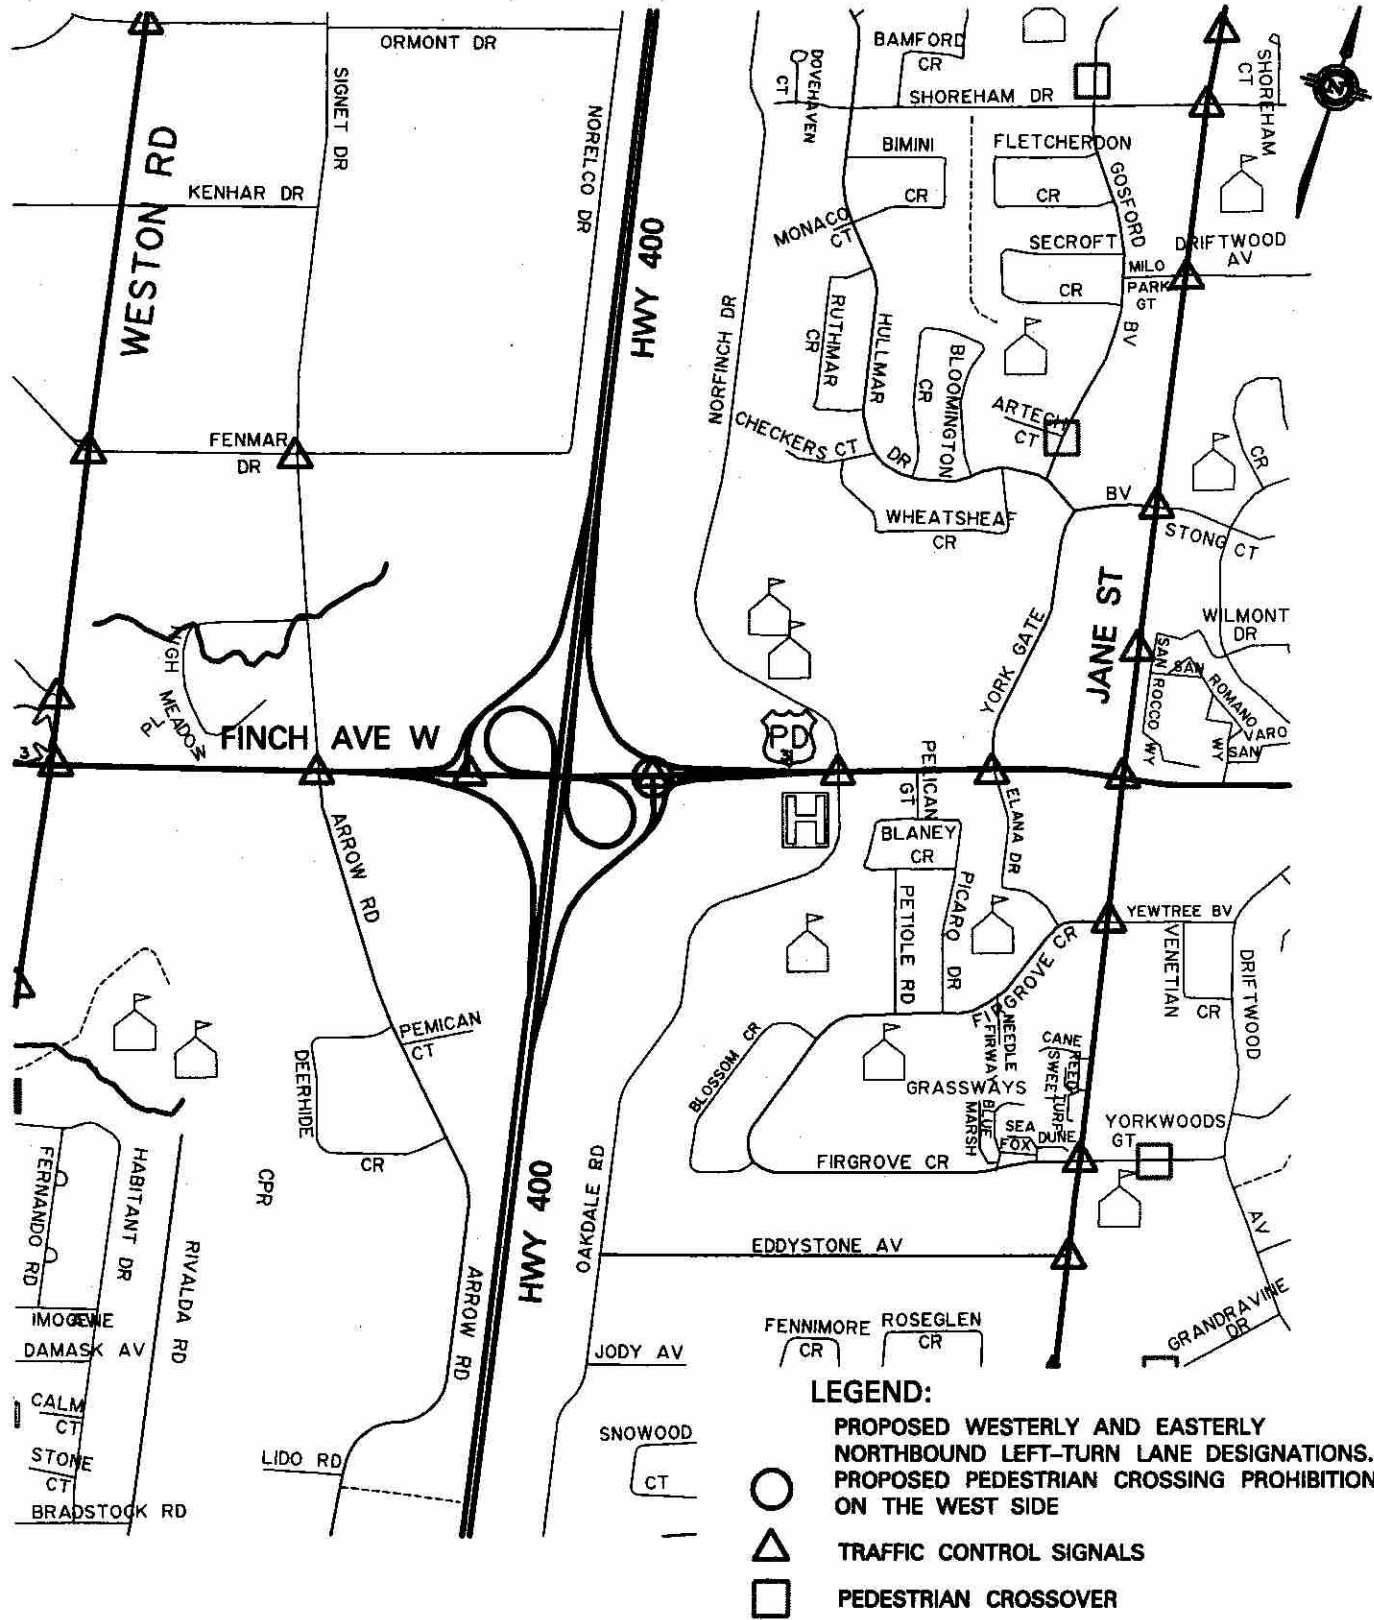 ORMONT DR
BAMFORD
CR
DOVEHAVEN
CT
SHOREHAM DR
SHOREHAM
CT
N
SIGNET DR
NORELCO DR
WESTON RD
KENHAR DR
HWY 400
BIMINI
CR
FLETCHERDON
CR
GOSFORD
BV
MONACO
CT
SECROFT
CR
MILO
PARK
GT
DRIFTWOOD
AV
RUTHMAR
CR
HULLMAR
DR
NORFINCH DR
BLOOMINGTON
CR
ARTECH
CT
CHECKERS CT
FENMAR
DR
WHEATSHEAF
CR
BV
STONG CT
CR
JANE ST
YORK GATE
WILMONT
DR
SAN ROCCO WY
SAN ROMANO
WY
VARO
SAN
HIGH MEADOW
PL
FINCH AVE W
3
PD
H
PELICAN
GT
ELANA DR
BLANEY
CR
ARROW RD
PETIOLE RD
PICARO DR
YEWTREE BV
VENETIAN
CR
DRIFTWOOD
AV
FIRGROVE CR
PEMICAN
CT
DEERHIDE
CR
BLOSSOM CR
NEEDLE
FIRWAY
CANE
REED
SWEET
TURF
GRASSWAYS
BLUE
MARSH
SEA
FOX
DUNE
YORKWOODS
GT
FIRGROVE CR
CPR
FERNANDO RD
HABITANT DR
RIVALDA RD
HWY 400
OAKDALE RD
EDDYSTONE AV
ARROW RD
GRANDRAVINE
DR
DAMASK AV
FENNIMORE
CR
ROSEGLEN
CR
JODY AV
CALM
CT
STONE
CT
LIDO RD
SNOWOOD
CT
BRADSTOCK RD
LEGEND:
PROPOSED WESTERLY AND EASTERLY
NORTHBOUND LEFT-TURN LANE DESIGNATIONS.
PROPOSED PEDESTRIAN CROSSING PROHIBITION
ON THE WEST SIDE
TRAFFIC CONTROL SIGNALS
PEDESTRIAN CROSSOVER